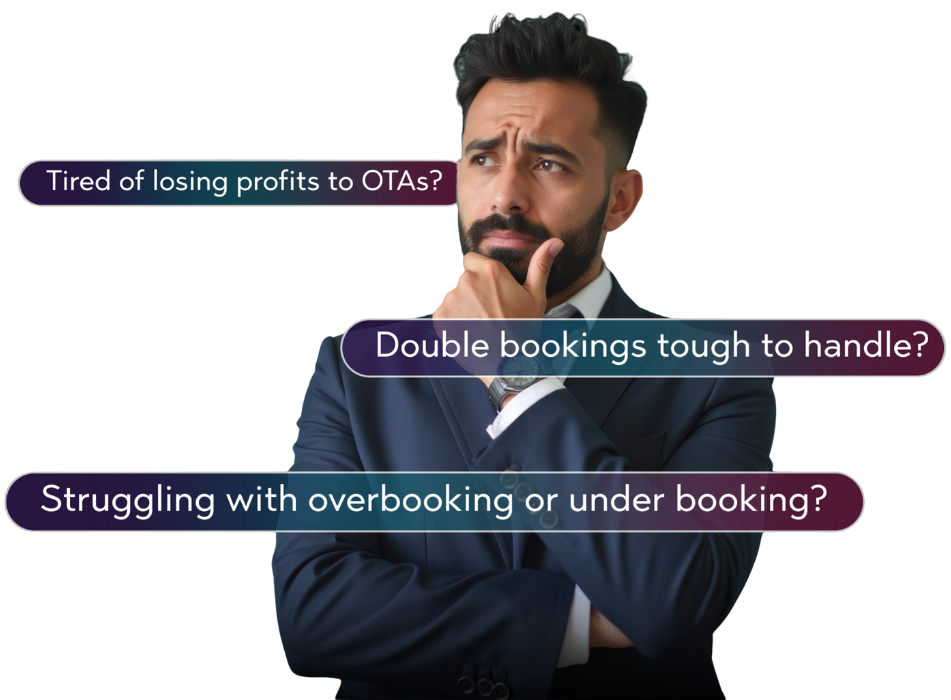 Tired of losing profits to OTAs?
Double bookings tough to handle?
Struggling with overbooking or under booking?